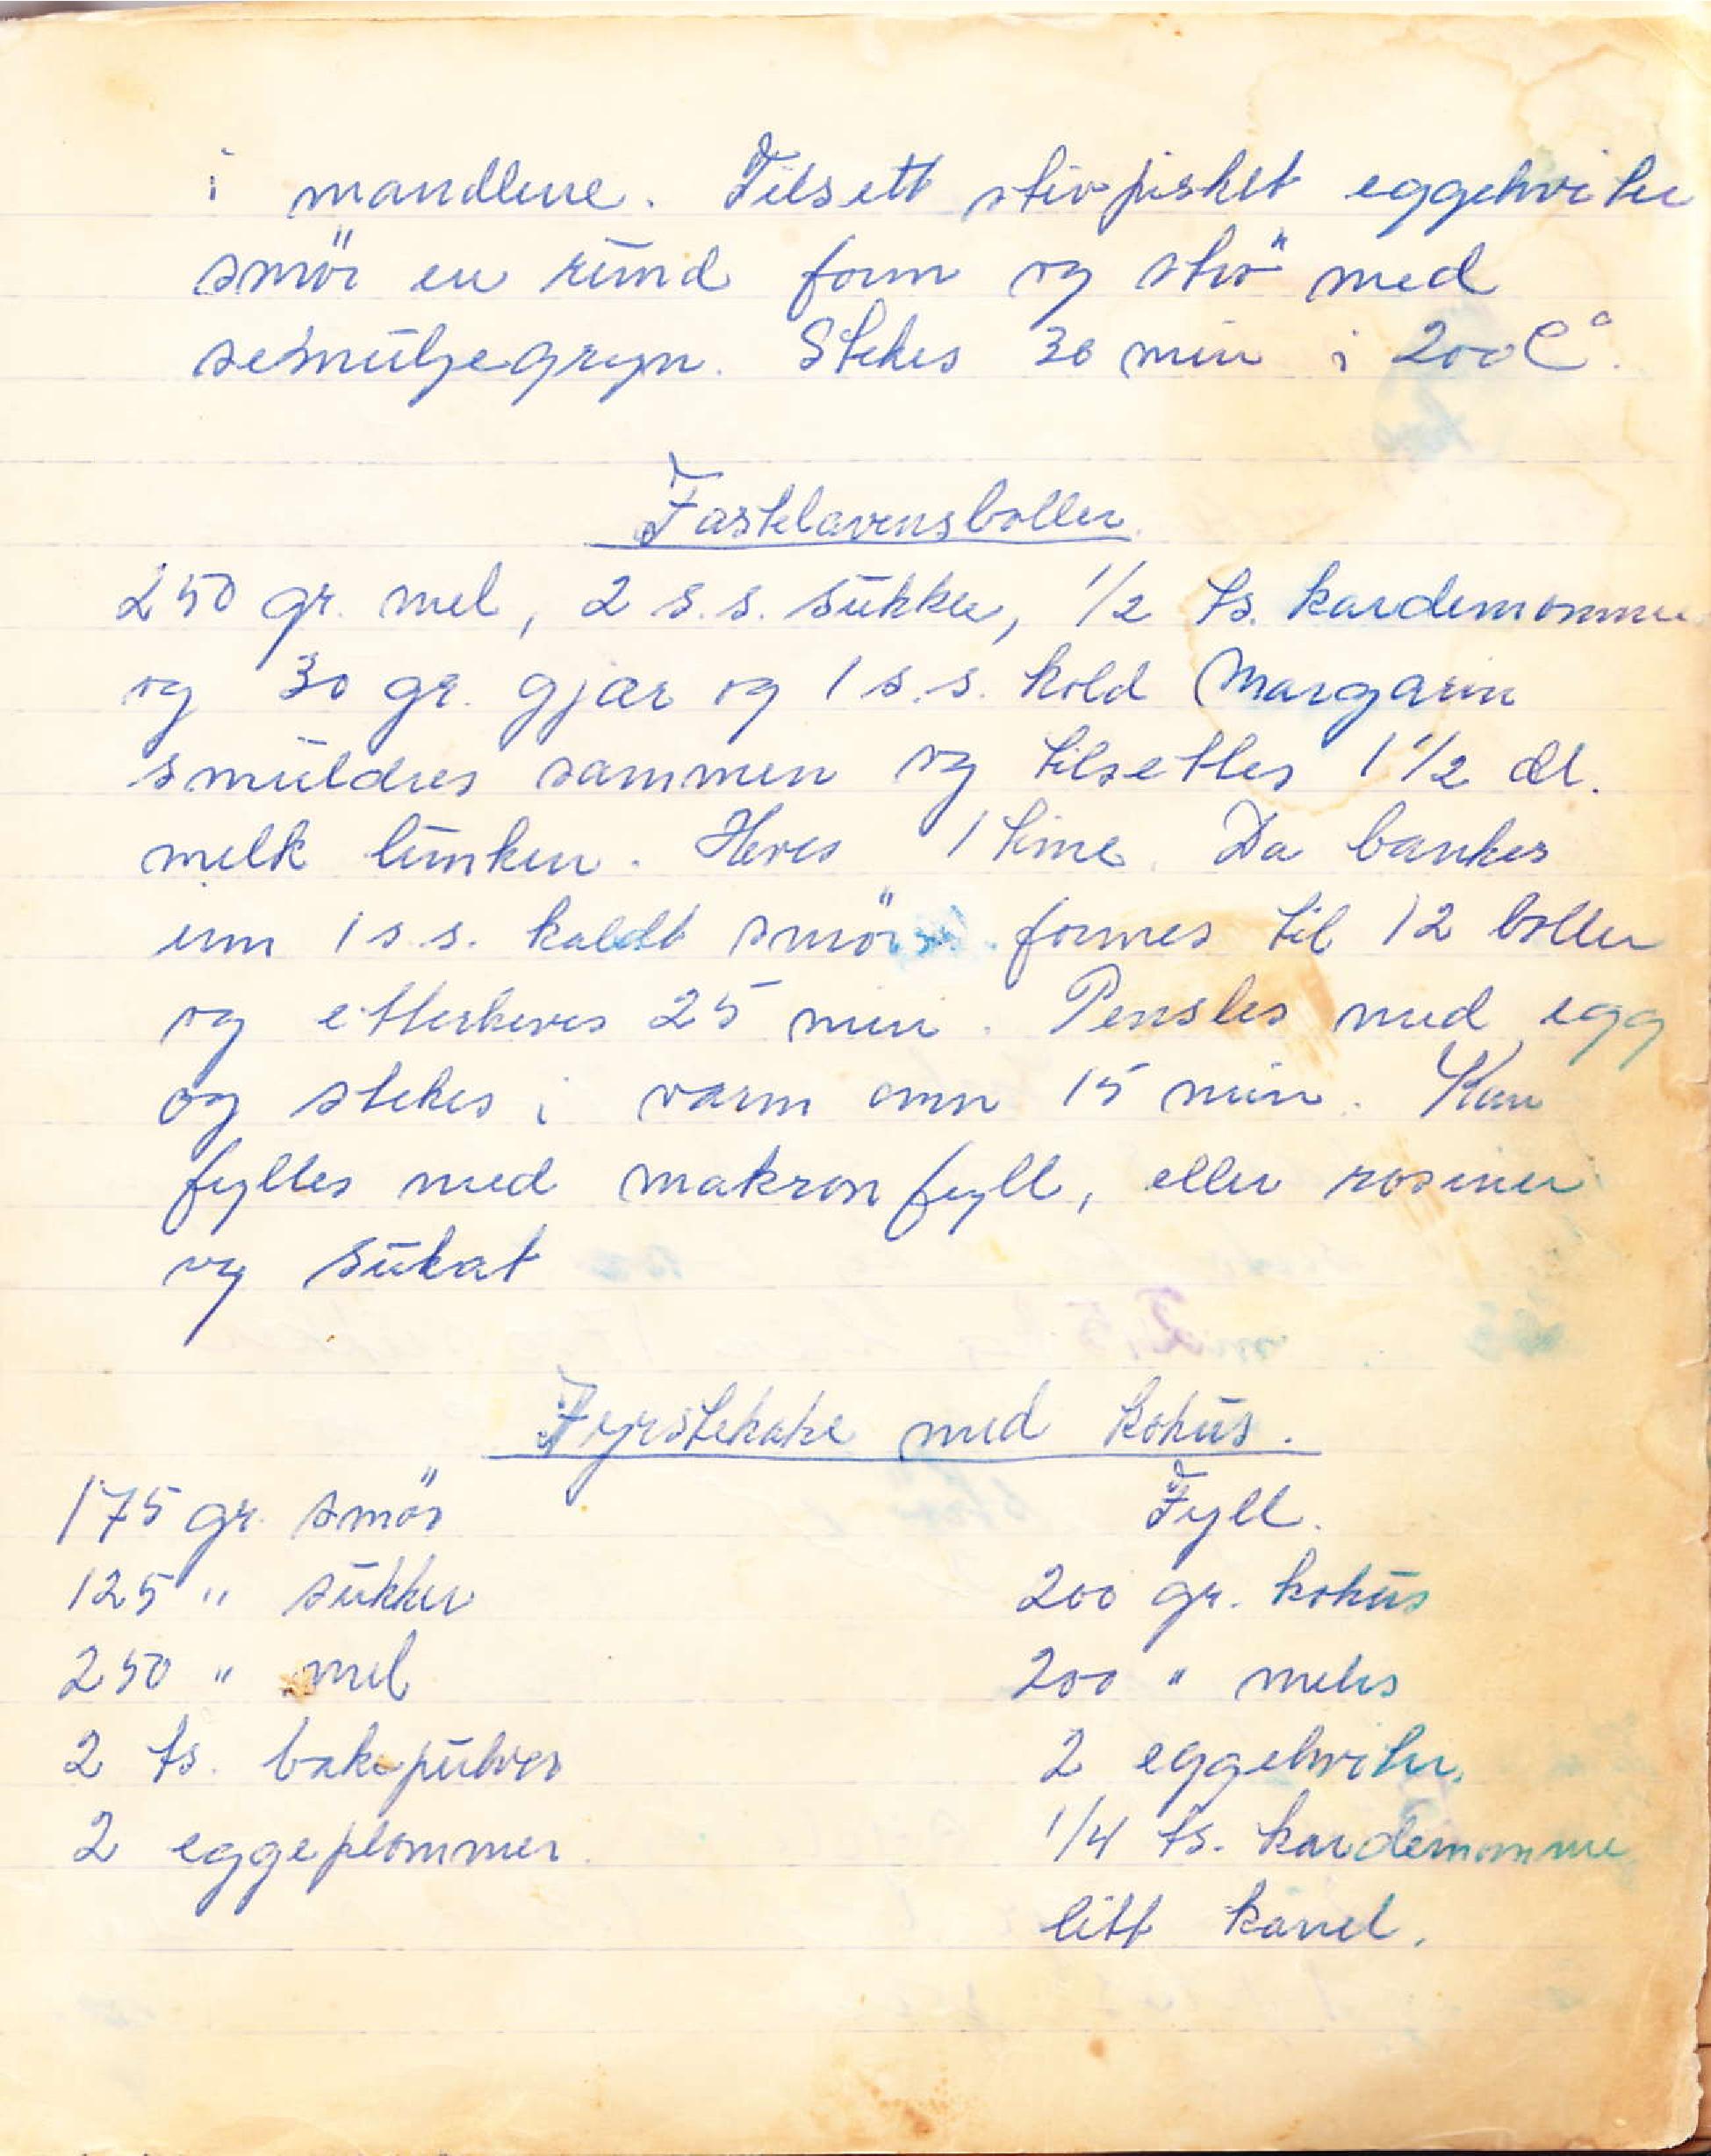 i mandlene. Tilsett stivpisket eggehviter
smör en rund form og strö med
semuljegryn. Stekes 30 min i 200 C°.
Fastelavensboller
250 gr. mel, 2 s.s. sukker, 1/2 ts. kardemomme
og 30 gr. gjær og 1 s.s. kold Margarin
smuldres sammen og tilsettes 1 1/2 dl.
melk lunken. Heves 1 time. Da bankes
inn 1 s.s. kaldt smör formes til 12 boller
og etterheves 25 min. Pensles med egg
og stekes i varm omn 15 min. Kan
fylles med makronfyll, eller rosiner
og sukat
Fyrstekake med kokus.
175 gr. smör
125 " sukker
250 " mel
2 ts. bakepulver
2 eggeplommer.
Fyll.
200 gr. kokus
200 " melis
2 eggehviter.
1/4 ts. kardemomme
litt kanel.